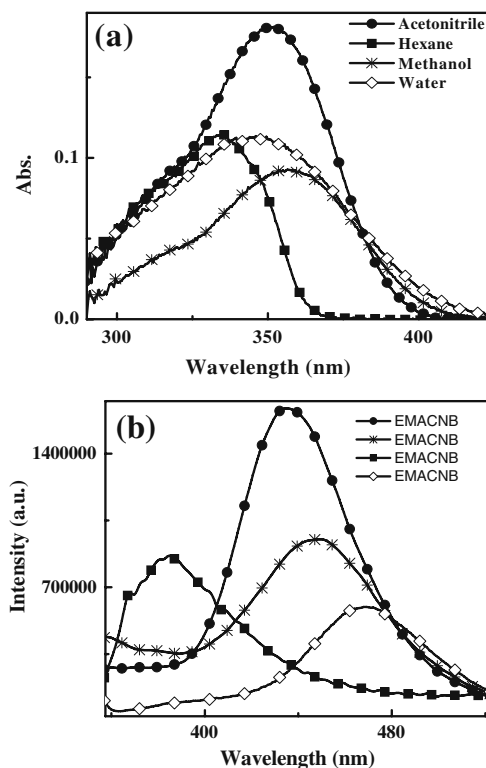 (a)
Acetonitrile
Hexane
Methanol
Water
Abs.
0.1
0.0
300 350 400
Wavelength (nm)
(b)
EMACNB
EMACNB
EMACNB
EMACNB
Intensity (a.u.)
1400000
700000
400 480
Wavelength (nm)